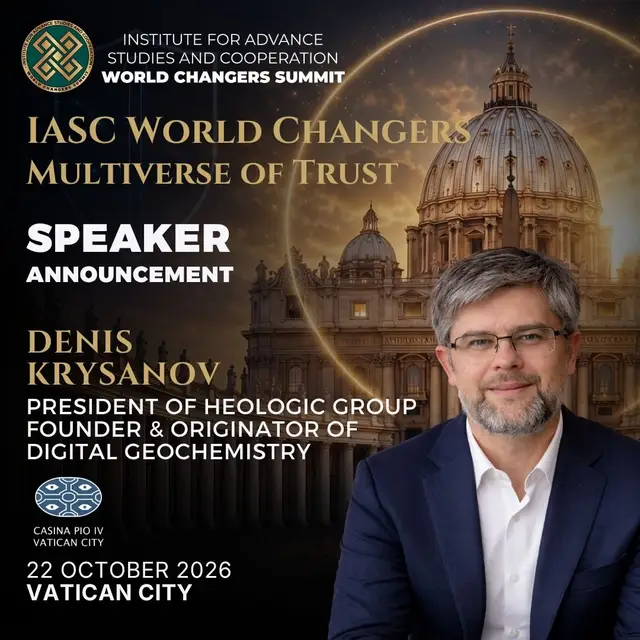 INSTITUTE FOR ADVANCE
STUDIES AND COOPERATION
WORLD CHANGERS SUMMIT
IASC WORLD CHANGERS
MULTIVERSE OF TRUST
SPEAKER
ANNOUNCEMENT
DENIS
KRYSANOV
PRESIDENT OF HEOLOGIC GROUP
FOUNDER & ORIGINATOR OF
DIGITAL GEOCHEMISTRY
CASINA PIO IV
VATICAN CITY
22 OCTOBER 2026
VATICAN CITY